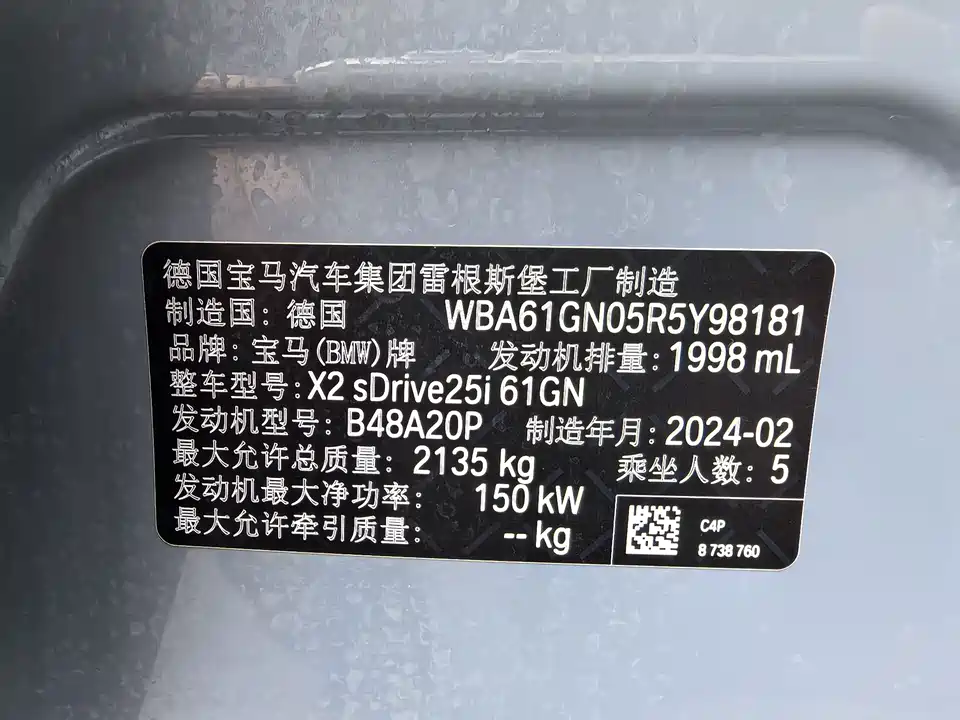 德国宝马汽车集团雷根斯堡工厂制造
制造国：德国 WBA61GN05R5Y98181
品牌：宝马(BMW)牌 发动机排量：1998 mL
整车型号：X2 sDrive25i 61GN
发动机型号：B48A20P 制造年月：2024-02
最大允许总质量：2135 kg 乘坐人数：5
发动机最大净功率：150 kW
最大允许牵引质量：-- kg
C4P
8 738 760